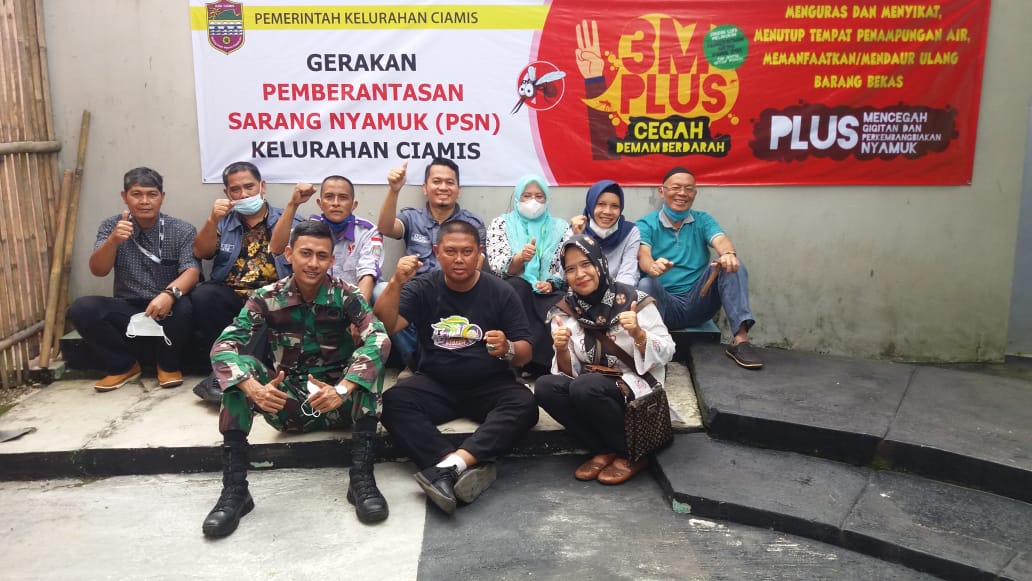 PEMERINTAH KELURAHAN CIAMIS
GERAKAN
PEMBERANTASAN
SARANG NYAMUK (PSN)
KELURAHAN CIAMIS
3M
PLUS
CEGAH
DEMAM BERDARAH
MENGURAS DAN MENYIKAT,
MENUTUP TEMPAT PENAMPUNGAN AIR,
MEMANFAATKAN/MENDAUR ULANG
BARANG BEKAS
PLUS
MENCEGAH
GIGITAN DAN
PERKEMBANGBIAKAN
NYAMUK